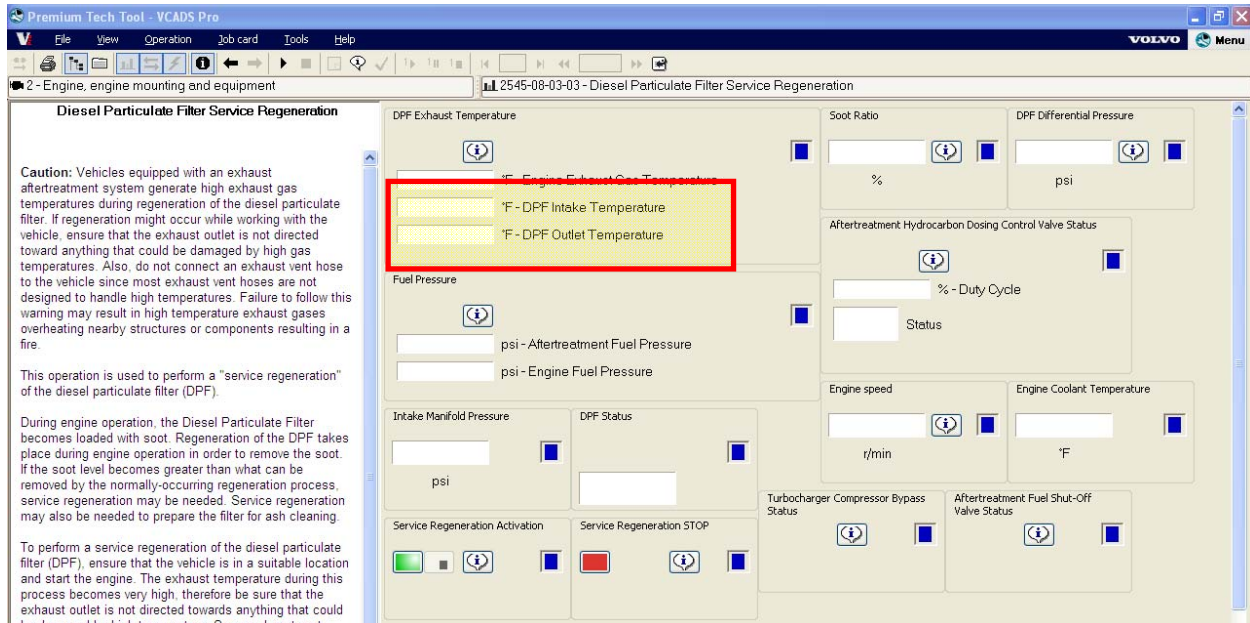 Premium Tech Tool - VCADS Pro
File View Operation Job card Tools Help
VOLVO Menu
2 - Engine, engine mounting and equipment
2545-08-03-03 - Diesel Particulate Filter Service Regeneration
Diesel Particulate Filter Service Regeneration
Caution: Vehicles equipped with an exhaust
aftertreatment system generate high exhaust gas
temperatures during regeneration of the diesel particulate
filter. If regeneration might occur while working with the
vehicle, ensure that the exhaust outlet is not directed
toward anything that could be damaged by high gas
temperatures. Also, do not connect an exhaust vent hose
to the vehicle since most exhaust vent hoses are not
designed to handle high temperatures. Failure to follow this
warning may result in high temperature exhaust gases
overheating nearby structures or components resulting in a
fire.
This operation is used to perform a "service regeneration"
of the diesel particulate filter (DPF).
During engine operation, the Diesel Particulate Filter
becomes loaded with soot. Regeneration of the DPF takes
place during engine operation in order to remove the soot.
If the soot level becomes greater than what can be
removed by the normally-occurring regeneration process,
service regeneration may be needed. Service regeneration
may also be needed to prepare the filter for ash cleaning.
To perform a service regeneration of the diesel particulate
filter (DPF), ensure that the vehicle is in a suitable location
and start the engine. The exhaust temperature during this
process becomes very high, therefore be sure that the
exhaust outlet is not directed towards anything that could
DPF Exhaust Temperature
°F - Engine Exhaust Gas Temperature
°F - DPF Intake Temperature
°F - DPF Outlet Temperature
Soot Ratio
%
DPF Differential Pressure
psi
Aftertreatment Hydrocarbon Dosing Control Valve Status
% - Duty Cycle
Status
Fuel Pressure
psi - Aftertreatment Fuel Pressure
psi - Engine Fuel Pressure
Engine speed
r/min
Engine Coolant Temperature
°F
Intake Manifold Pressure
psi
DPF Status
Turbocharger Compressor Bypass
Status
Aftertreatment Fuel Shut-Off
Valve Status
Service Regeneration Activation
Service Regeneration STOP